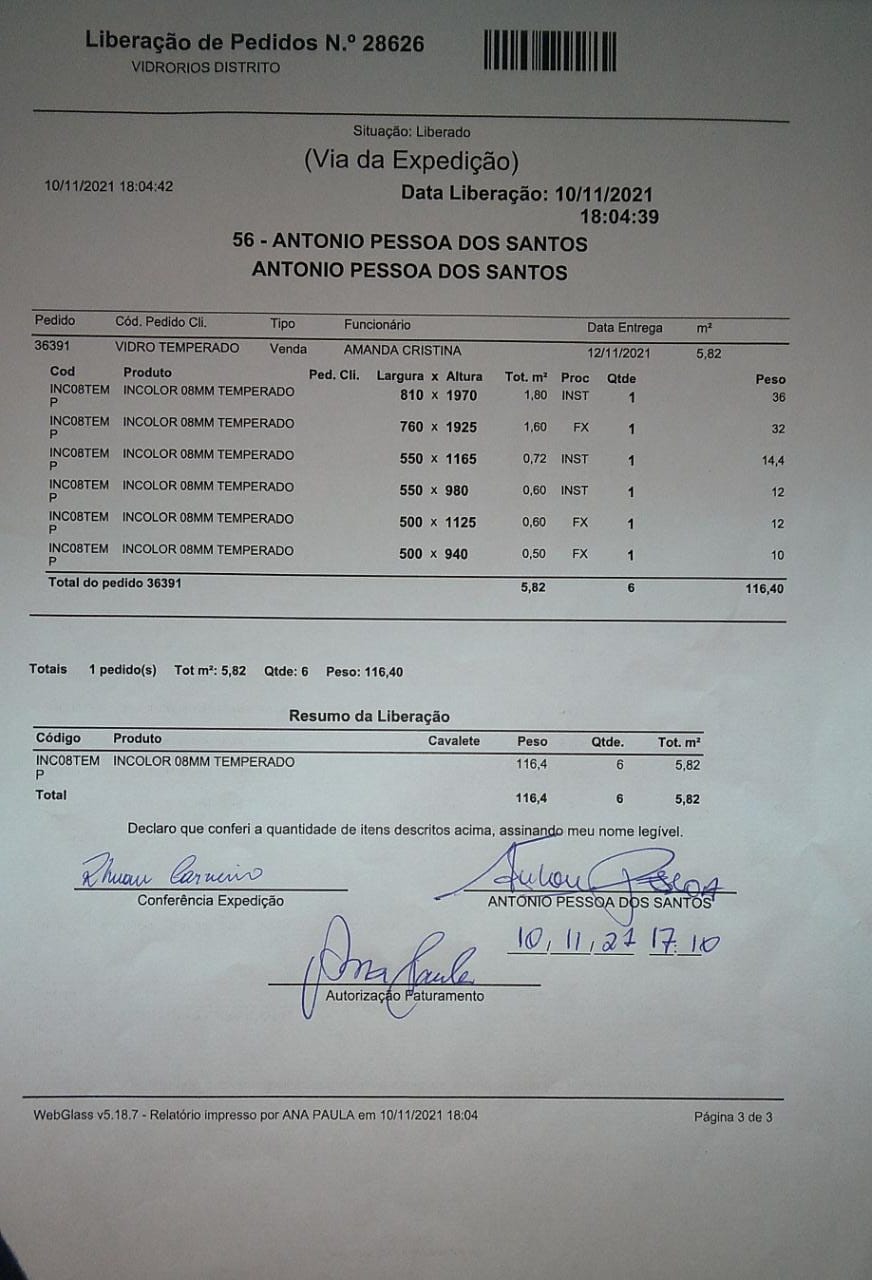 Liberação de Pedidos N.º 28626
VIDRORIOS DISTRITO
Situação: Liberado
(Via da Expedição)
10/11/2021 18:04:42
Data Liberação: 10/11/2021
18:04:39
56 - ANTONIO PESSOA DOS SANTOS
ANTONIO PESSOA DOS SANTOS
Pedido Cód. Pedido Cli. Tipo Funcionário Data Entrega m²
36391 VIDRO TEMPERADO Venda AMANDA CRISTINA 12/11/2021 5,82
Cod Produto Ped. Cli. Largura x Altura Tot. m² Proc Qtde Peso
INC08TEM INCOLOR 08MM TEMPERADO 810 x 1970 1,80 INST 1 36
P
INC08TEM INCOLOR 08MM TEMPERADO 760 x 1925 1,60 FX 1 32
P
INC08TEM INCOLOR 08MM TEMPERADO 550 x 1165 0,72 INST 1 14,4
P
INC08TEM INCOLOR 08MM TEMPERADO 550 x 980 0,60 INST 1 12
P
INC08TEM INCOLOR 08MM TEMPERADO 500 x 1125 0,60 FX 1 12
P
INC08TEM INCOLOR 08MM TEMPERADO 500 x 940 0,50 FX 1 10
P
Total do pedido 36391 5,82 6 116,40
Totais 1 pedido(s) Tot m²: 5,82 Qtde: 6 Peso: 116,40
Resumo da Liberação
Código Produto Cavalete Peso Qtde. Tot. m²
INC08TEM INCOLOR 08MM TEMPERADO 116,4 6 5,82
P
Total 116,4 6 5,82
Declaro que conferi a quantidade de itens descritos acima, assinando meu nome legível.
Rhuan Carneiro Pessoa
Conferência Expedição ANTONIO PESSOA DOS SANTOS
10, 11, 21 17:10
Ana Paula
Autorização Faturamento
WebGlass v5.18.7 - Relatório impresso por ANA PAULA em 10/11/2021 18:04 Página 3 de 3